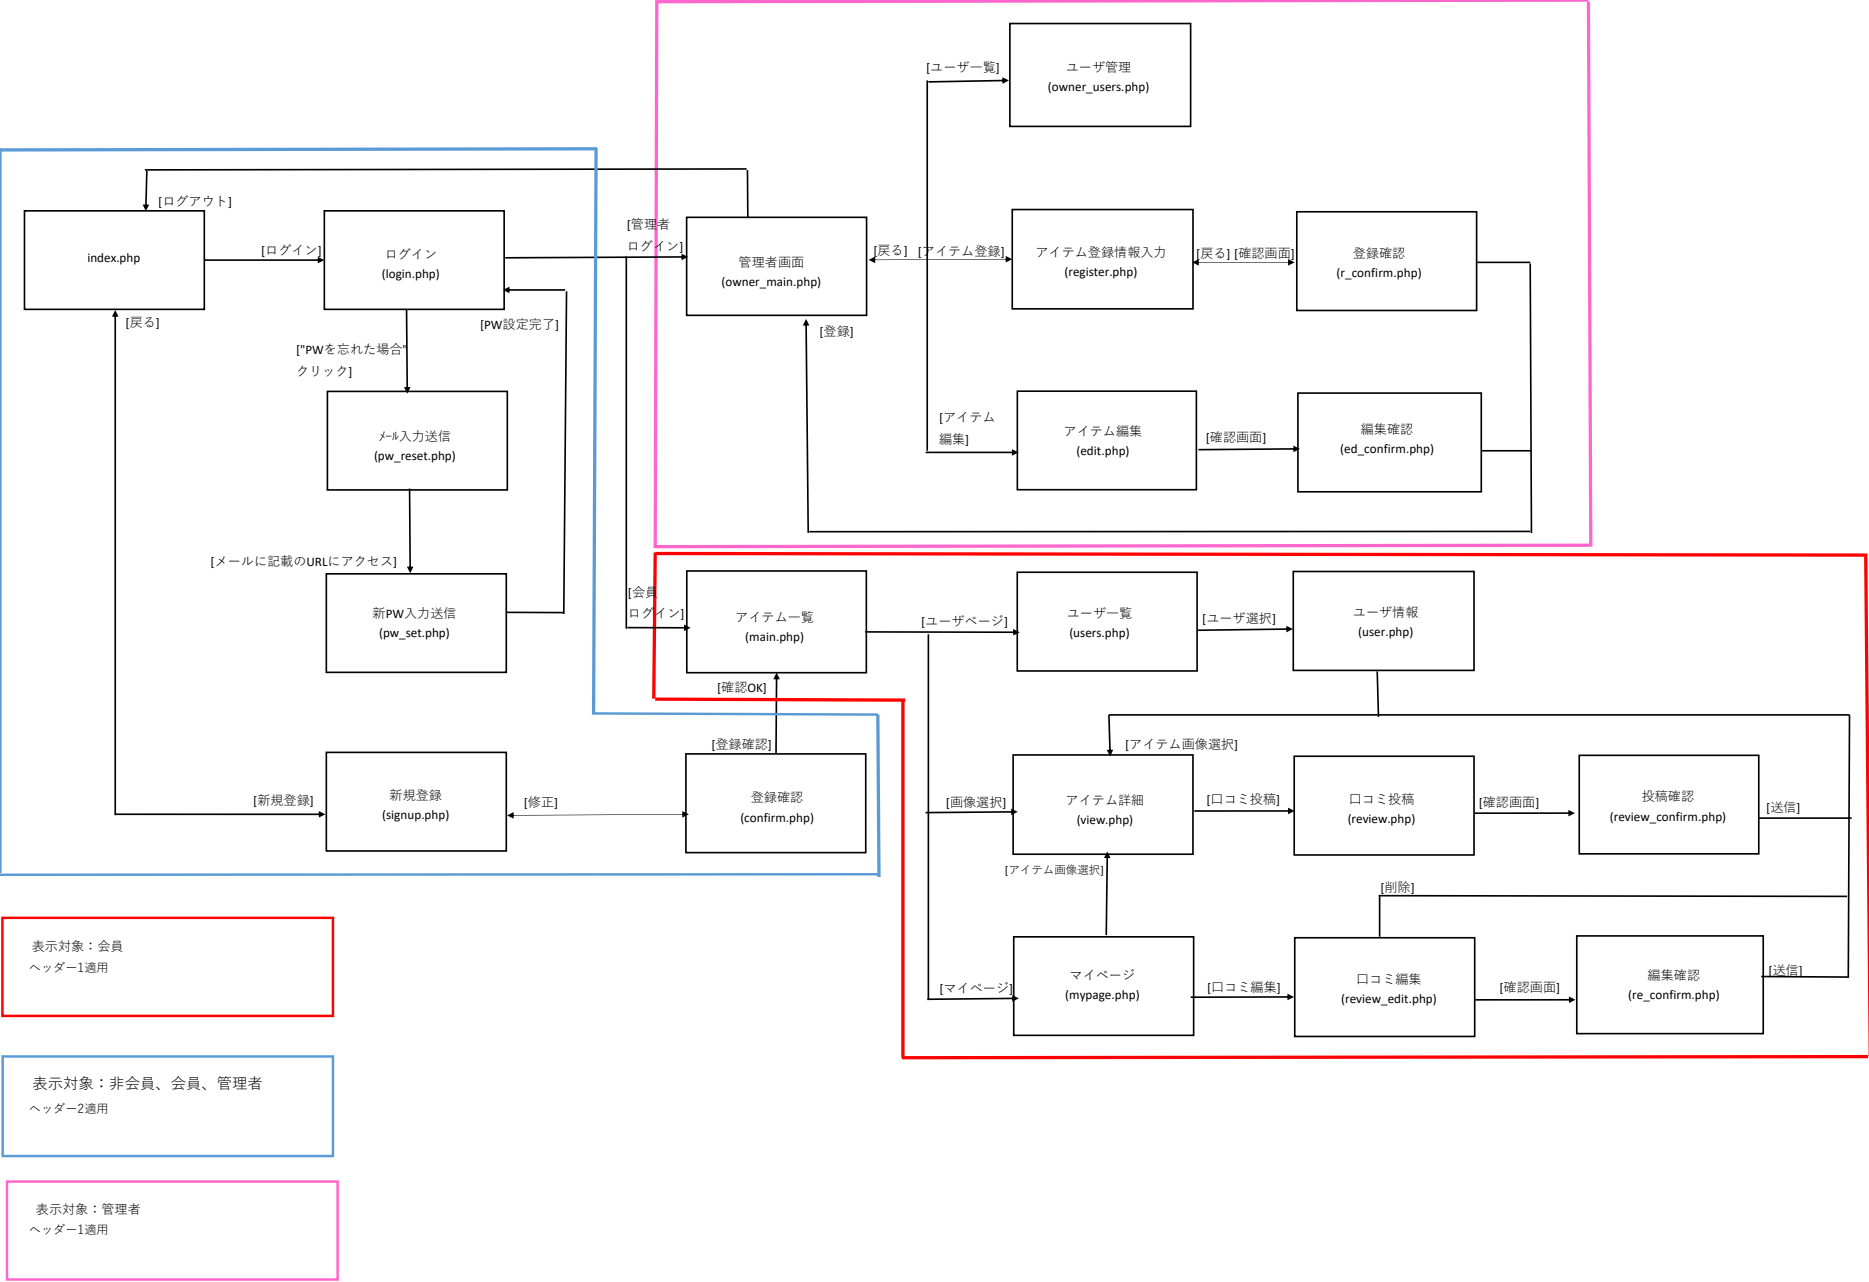 [ユーザ一覧]
ユーザ管理
(owner_users.php)
[ログアウト]
index.php
[ログイン]
ログイン
(login.php)
[管理者
ログイン]
管理者画面
(owner_main.php)
[戻る]
[アイテム登録]
アイテム登録情報入力
(register.php)
[戻る]
[確認画面]
登録確認
(r_confirm.php)
[戻る]
[PW設定完了]
[登録]
["PWを忘れた場合"
クリック]
メール入力送信
(pw_reset.php)
[アイテム
編集]
アイテム編集
(edit.php)
[確認画面]
編集確認
(ed_confirm.php)
[メールに記載のURLにアクセス]
新PW入力送信
(pw_set.php)
[会員
ログイン]
アイテム一覧
(main.php)
[ユーザページ]
ユーザ一覧
(users.php)
[ユーザ選択]
ユーザ情報
(user.php)
[確認OK]
[登録確認]
[アイテム画像選択]
[新規登録]
新規登録
(signup.php)
[修正]
登録確認
(confirm.php)
[画像選択]
アイテム詳細
(view.php)
[口コミ投稿]
口コミ投稿
(review.php)
[確認画面]
投稿確認
(review_confirm.php)
[送信]
[アイテム画像選択]
[削除]
[マイページ]
マイページ
(mypage.php)
[口コミ編集]
口コミ編集
(review_edit.php)
[確認画面]
編集確認
(re_confirm.php)
[送信]
表示対象：会員
ヘッダー1適用
表示対象：非会員、会員、管理者
ヘッダー2適用
表示対象：管理者
ヘッダー1適用